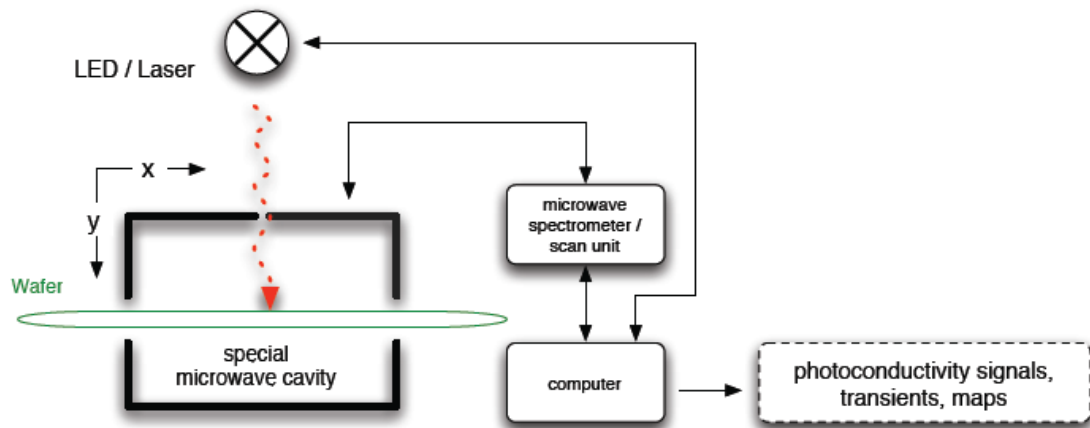 LED / Laser
x
y
microwave
spectrometer /
scan unit
Wafer
special
microwave cavity
computer
photoconductivity signals,
transients, maps